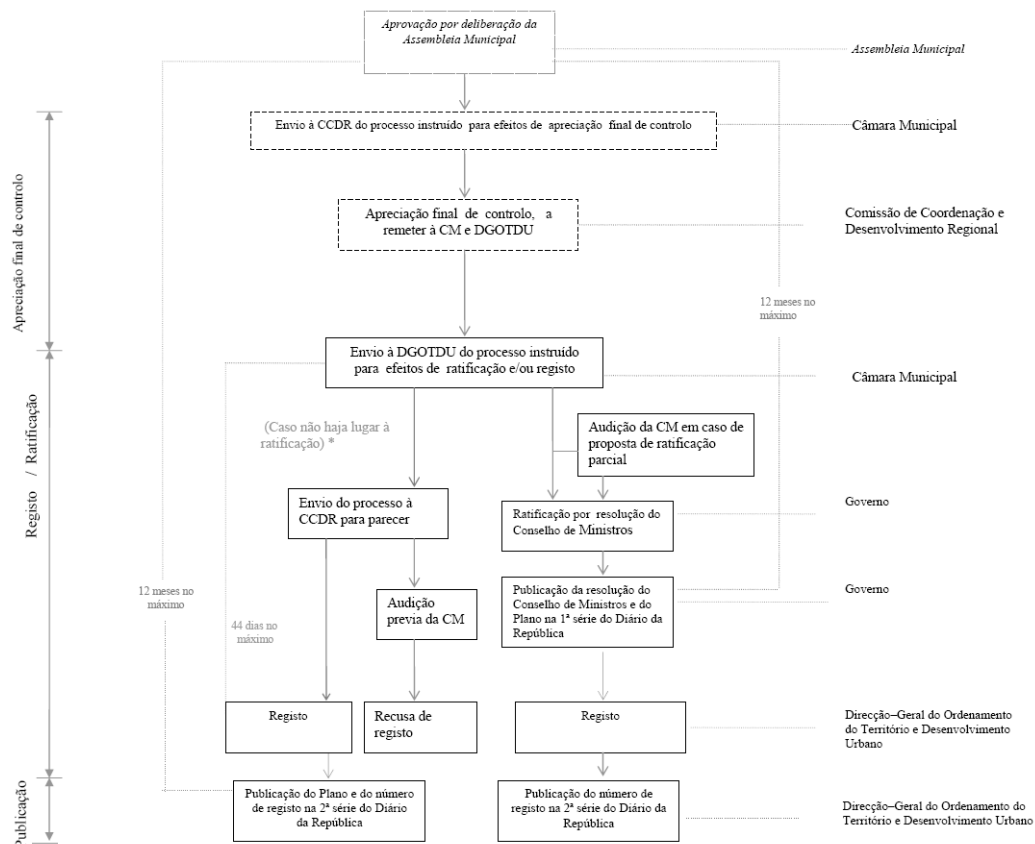 Aprovação por deliberação da
Assembleia Municipal
Assembleia Municipal
Envio à CCDR do processo instruído para efeitos de apreciação final de controlo
Câmara Municipal
Apreciação final de controlo
Apreciação final de controlo, a
remeter à CM e DGOTDU
Comissão de Coordenação e
Desenvolvimento Regional
12 meses no
máximo
Envio à DGOTDU do processo instruído
para efeitos de ratificação e/ou registo
Câmara Municipal
Registo / Ratificação
(Caso não haja lugar à
ratificação) *
Audição da CM em caso de
proposta de ratificação
parcial
Envio do processo à
CCDR para parecer
Ratificação por resolução do
Conselho de Ministros
Governo
12 meses no
máximo
44 dias no
máximo
Audição
previa da CM
Publicação da resolução do
Conselho de Ministros e do
Plano na 1ª série do Diário da
República
Governo
Registo
Recusa de
registo
Registo
Direcção–Geral do Ordenamento
do Território e Desenvolvimento
Urbano
Publicação
Publicação do Plano e do número
de registo na 2ª série do Diário
da República
Publicação do número de
registo na 2ª série do Diário da
República
Direcção–Geral do Ordenamento do
Território e Desenvolvimento Urbano